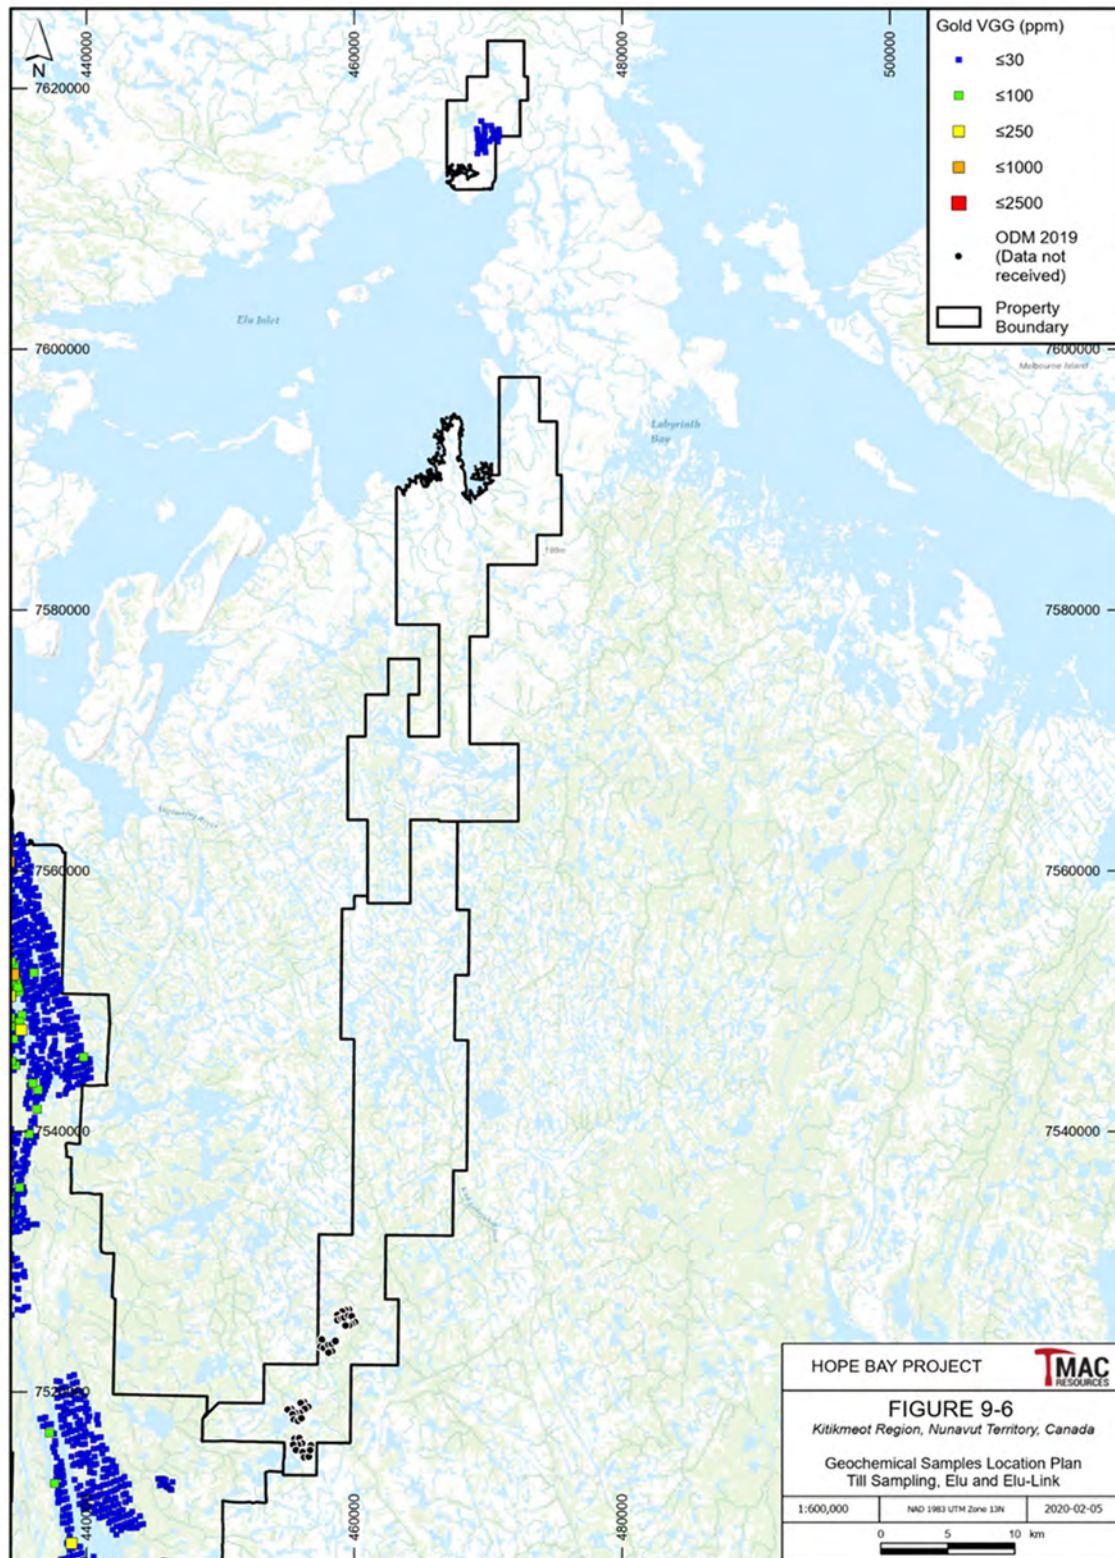 440000
460000
480000
500000
N
Gold VGG (ppm)
≤30
≤100
≤250
≤1000
≤2500
ODM 2019
(Data not
received)
Property
Boundary
7620000
Elu Inlet
7600000
7600000
Melbourne Island
Labyrinth
Bay
198m
7580000
7580000
7560000
7560000
7540000
7540000
7520000
440000
460000
480000
HOPE BAY PROJECT
TMAC
RESOURCES
FIGURE 9-6
Kitikmeot Region, Nunavut Territory, Canada
Geochemical Samples Location Plan
Till Sampling, Elu and Elu-Link
1:600,000
NAD 1983 UTM Zone 13N
2020-02-05
0 5 10 km